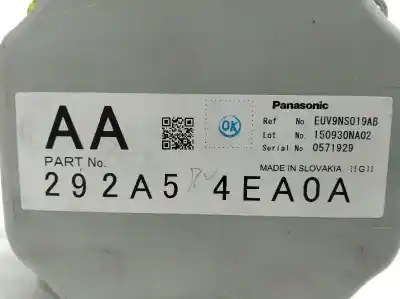 AA
PART No.
292A5 4EA0A
OK
Panasonic
Ref No. EUV9NS019AB
Lot No. 150930NA02
Serial No. 0571929
MADE IN SLOVAKIA